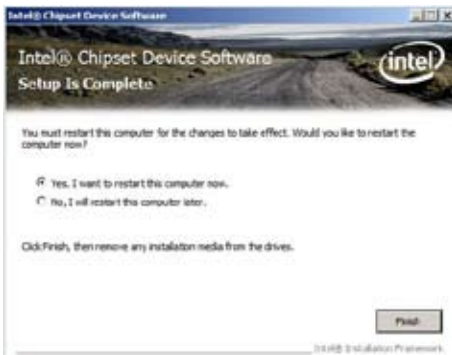 Intel® Chipset Device Software
Intel® Chipset Device Software
intel
Setup Is Complete
You must restart this computer for the changes to take effect. Would you like to restart the
computer now?
Yes, I want to restart this computer now.
No, I will restart this computer later.
Click Finish, then remove any installation media from the drives.
Finish
Intel® Installation Framework